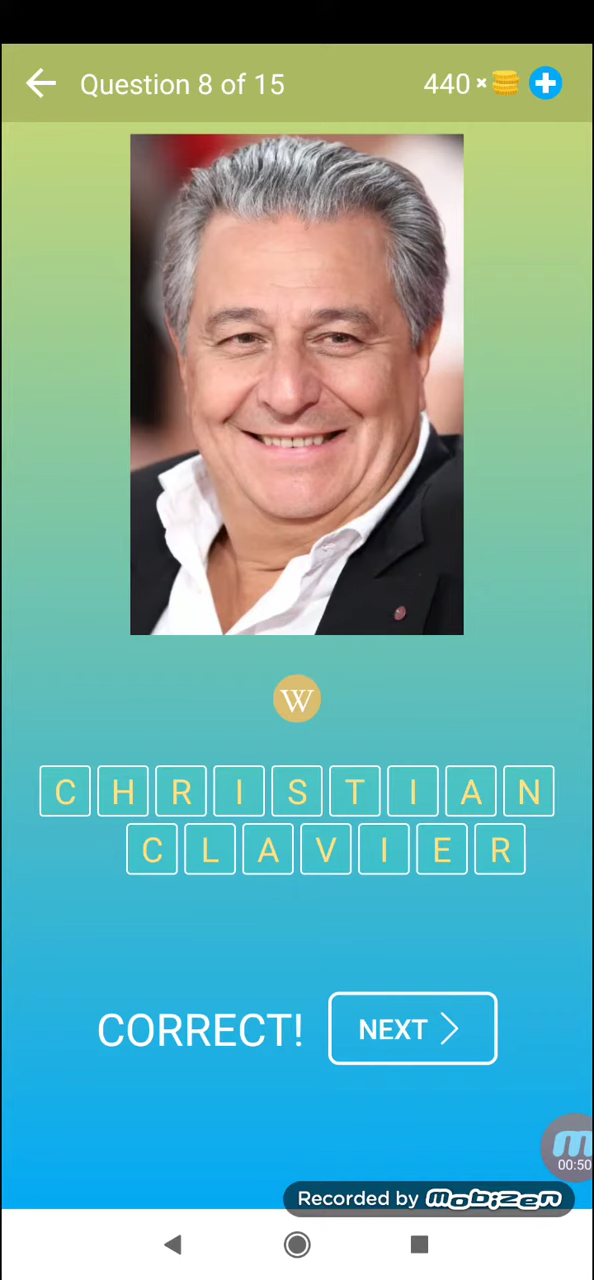 Question 8 of 15
440 ×
W
CHRISTIAN
CLAVIER
CORRECT!
NEXT
00:50
Recorded by mobizen